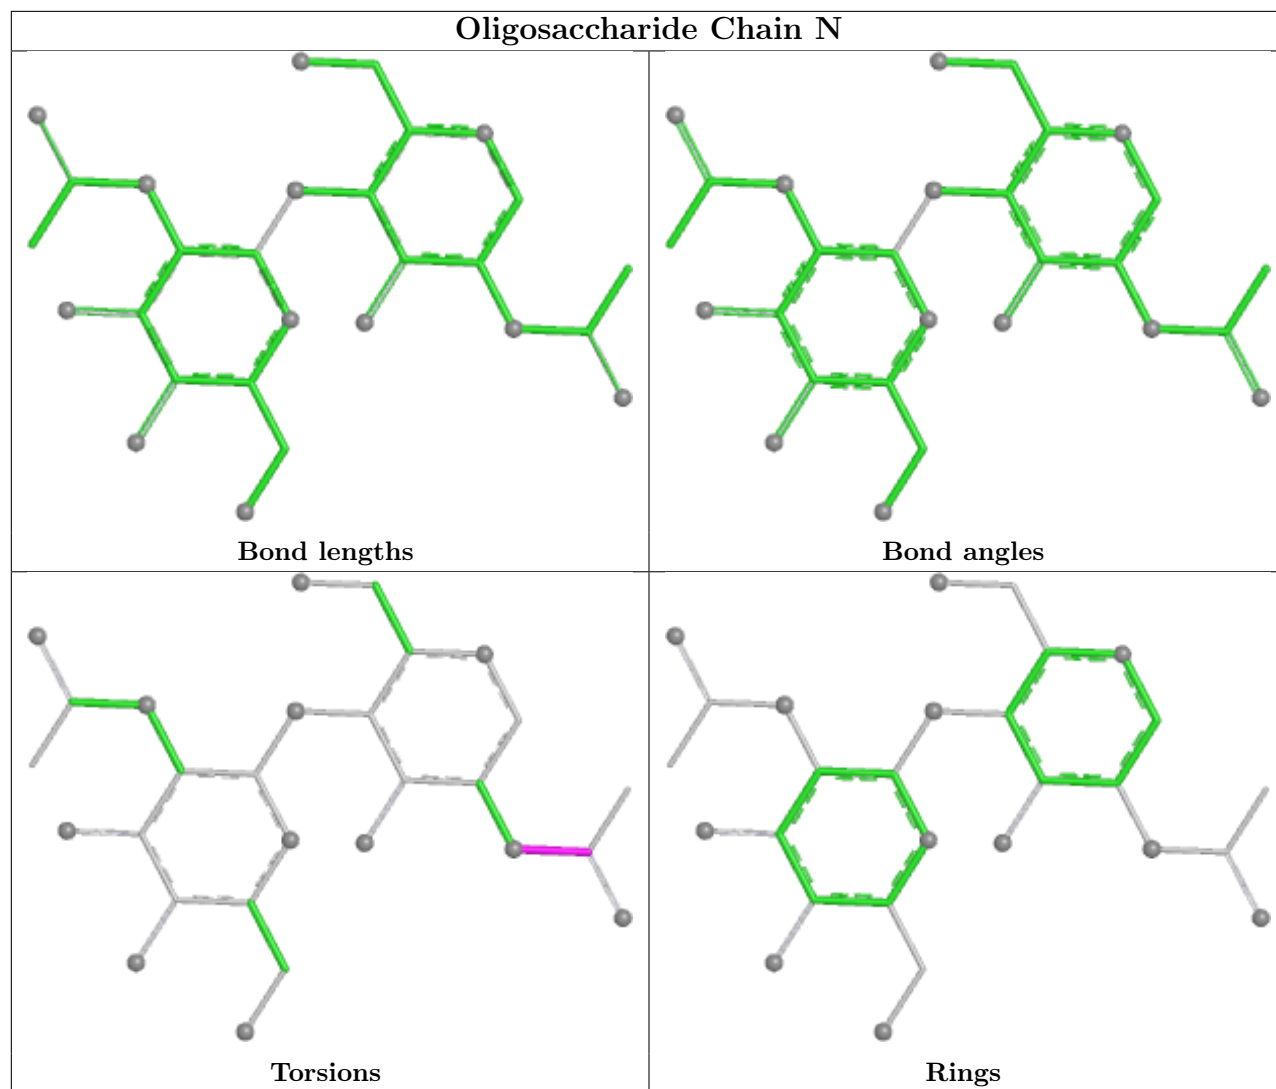 Oligosaccharide Chain N
Bond lengths
Bond angles
Torsions
Rings